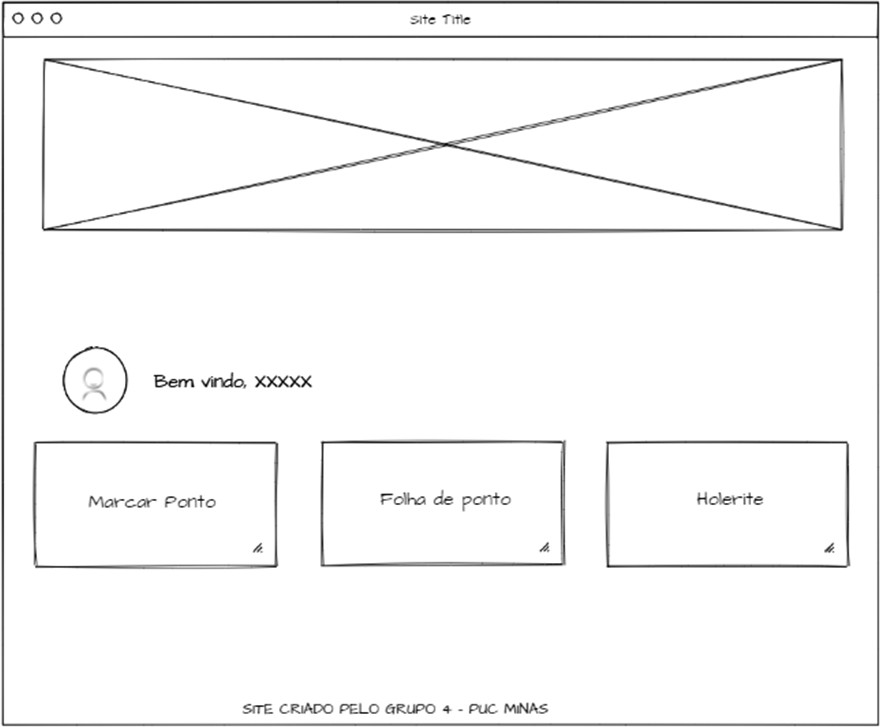 Site Title
Bem vindo, XXXXX
Marcar Ponto
Folha de ponto
Holerite
SITE CRIADO PELO GRUPO 4 - PUC MINAS